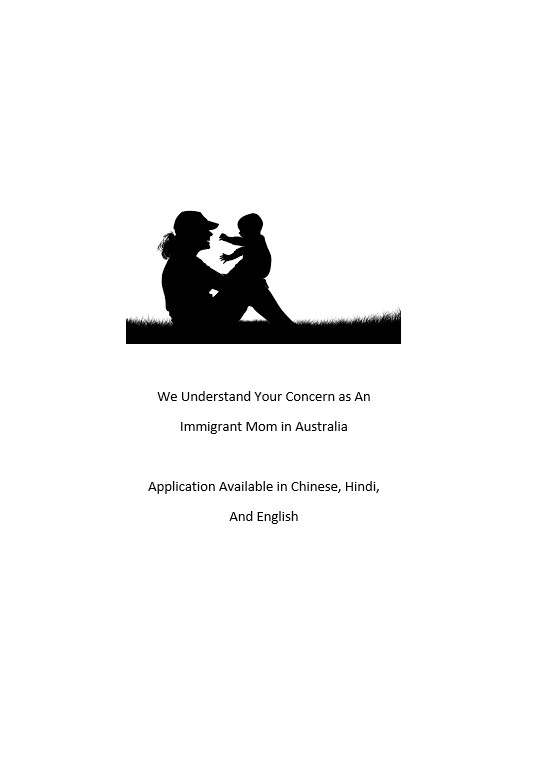 We Understand Your Concern as An
Immigrant Mom in Australia
Application Available in Chinese, Hindi,
And English